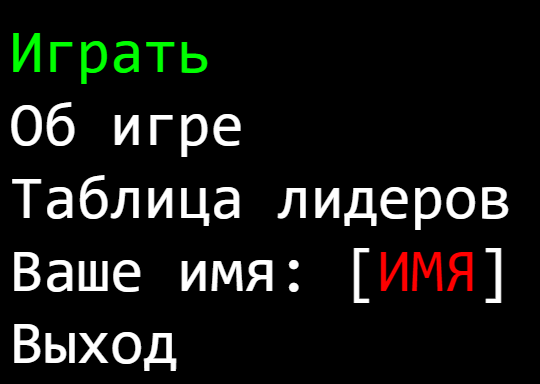 Играть
Об игре
Таблица лидеров
Ваше имя: [ИМЯ]
Выход